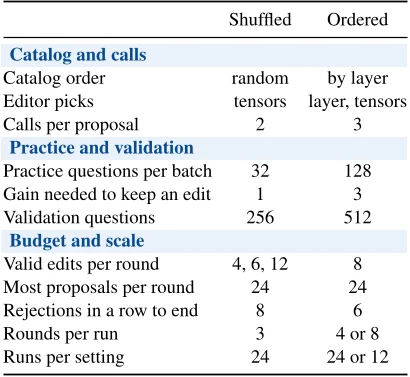 Shuffled Ordered
Catalog and calls
Catalog order random by layer
Editor picks tensors layer, tensors
Calls per proposal 2 3
Practice and validation
Practice questions per batch 32 128
Gain needed to keep an edit 1 3
Validation questions 256 512
Budget and scale
Valid edits per round 4, 6, 12 8
Most proposals per round 24 24
Rejections in a row to end 8 6
Rounds per run 3 4 or 8
Runs per setting 24 24 or 12